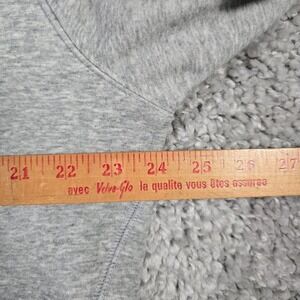 21 22 23 24 25 26 27
avec Velva-Glo la qualite vous êtes assurée